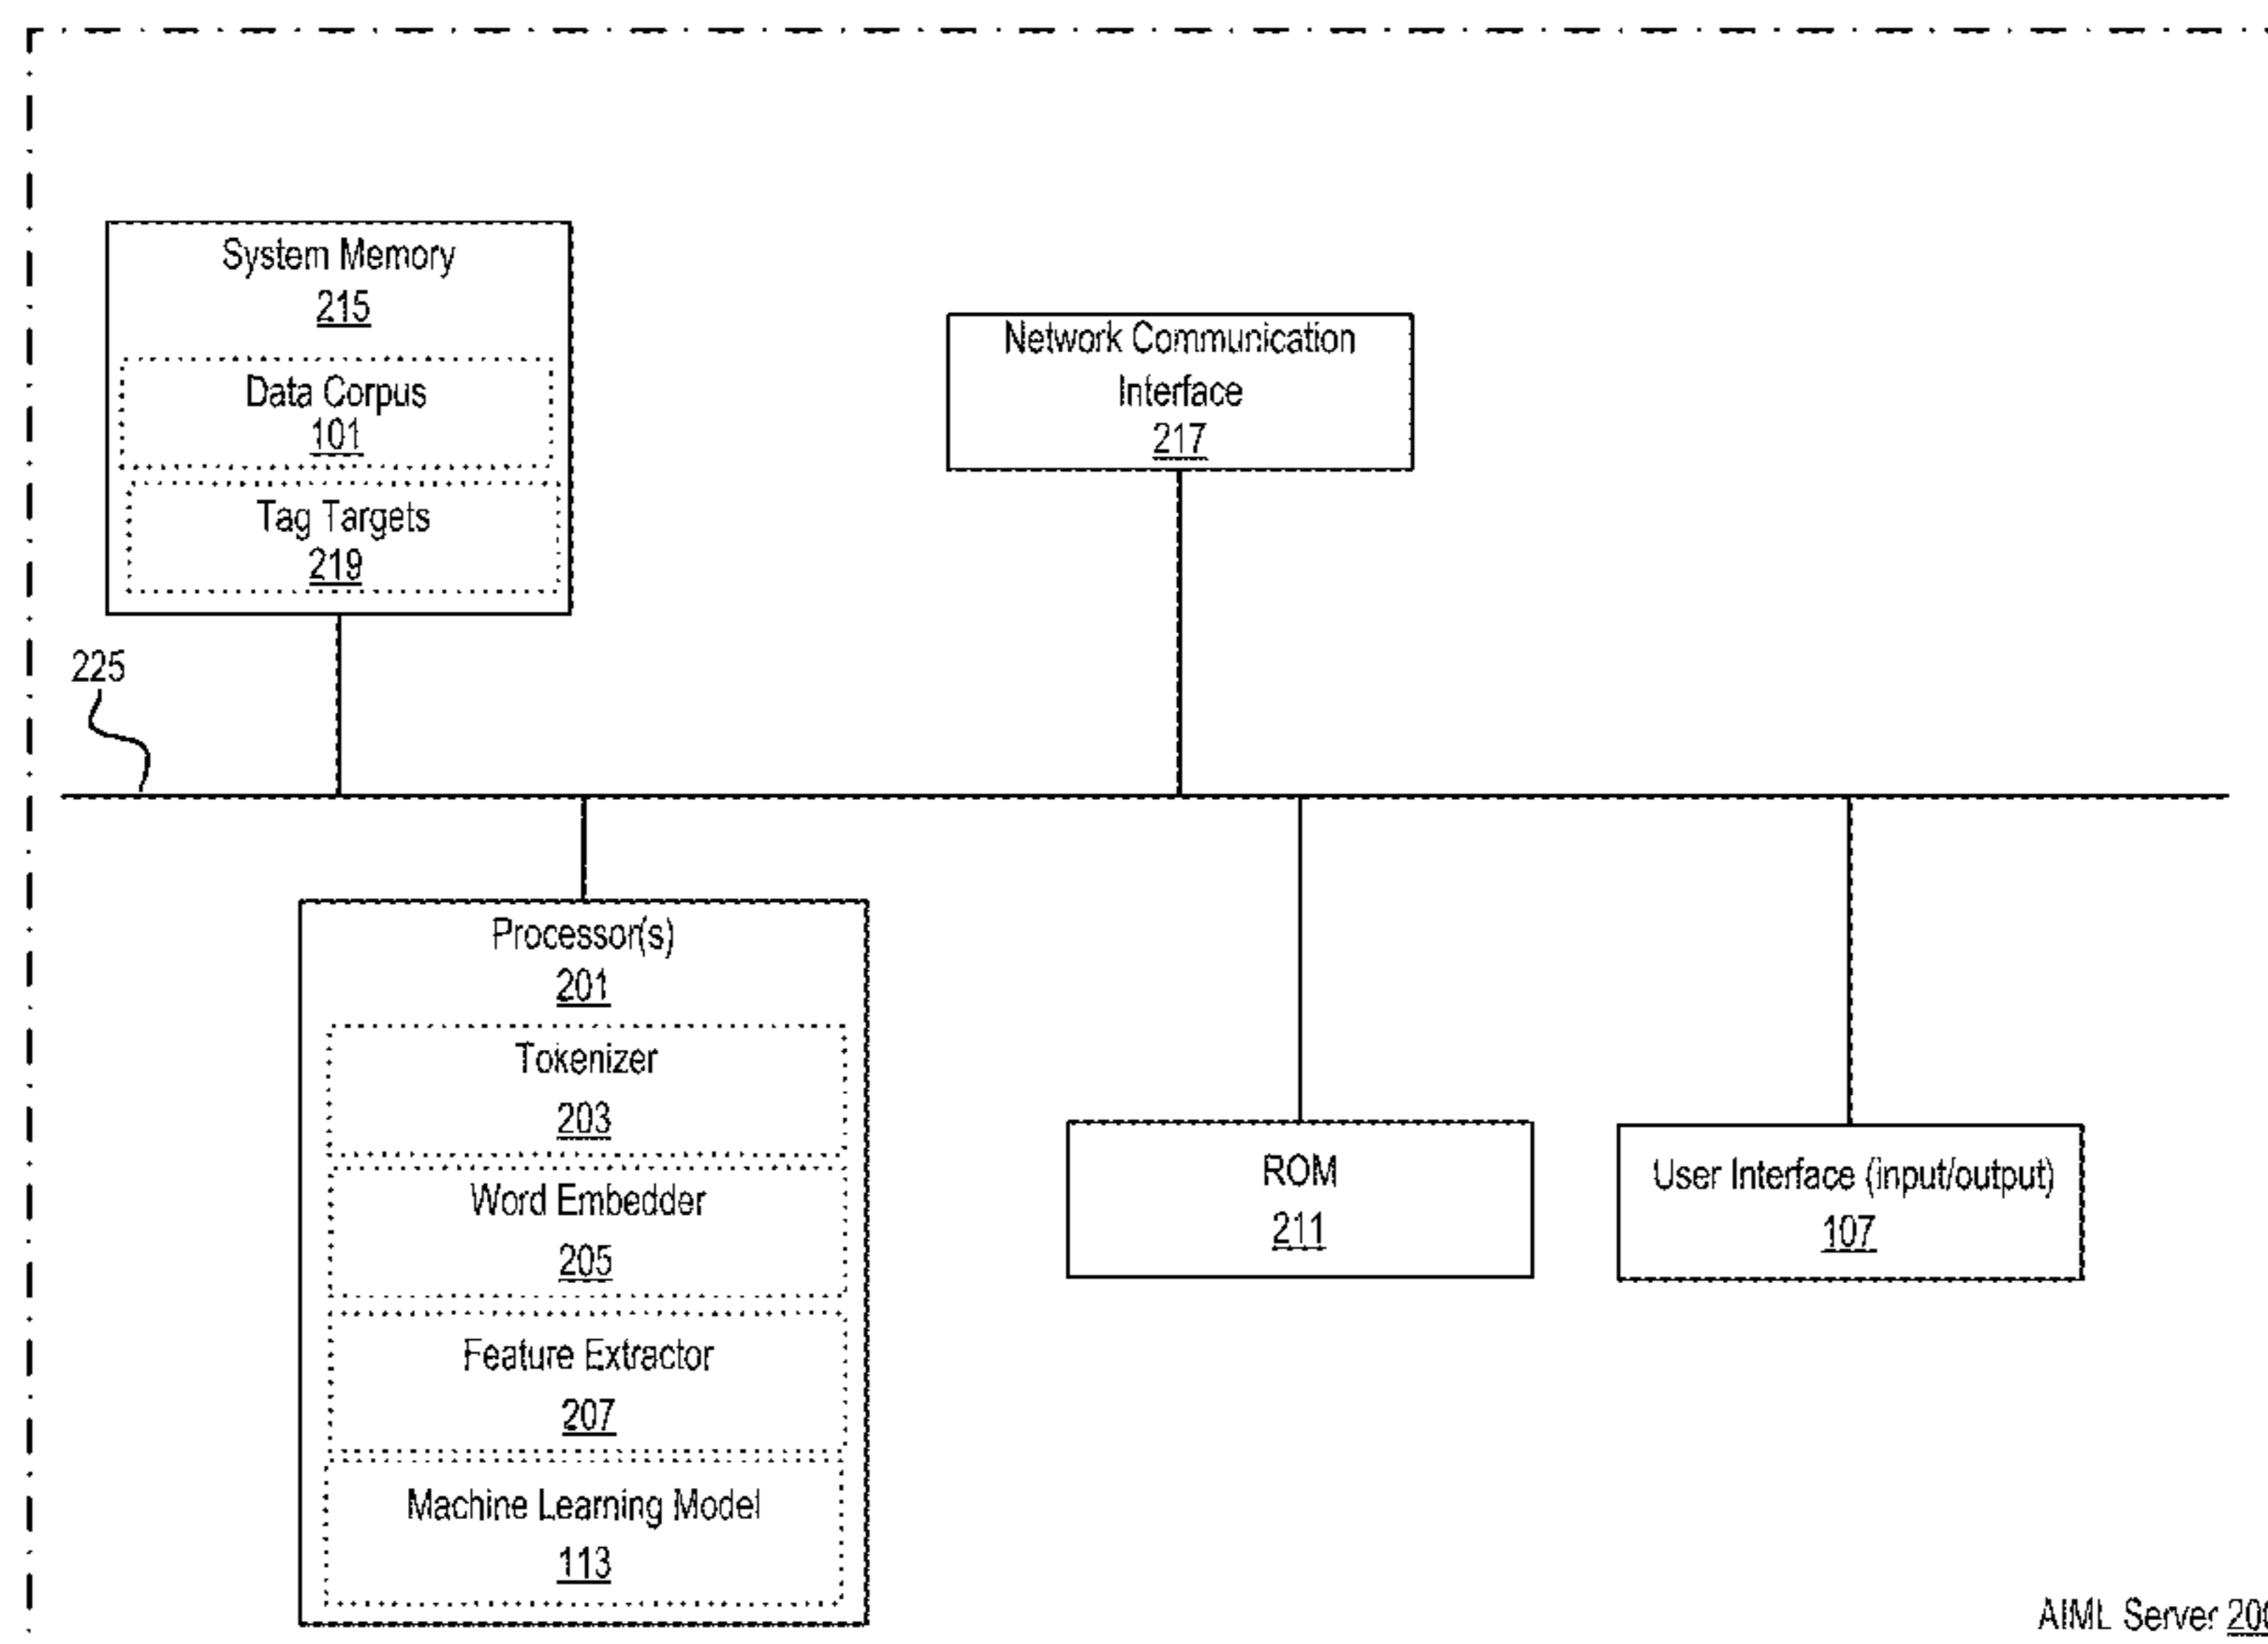 System Memory
215
Data Corpus
101
Tag Targets
219
Network Communication
Interface
217
225
Processor(s)
201
Tokenizer
203
Word Embedder
205
Feature Extractor
207
Machine Learning Model
113
ROM
211
User Interface (input/output)
107
AIML Server